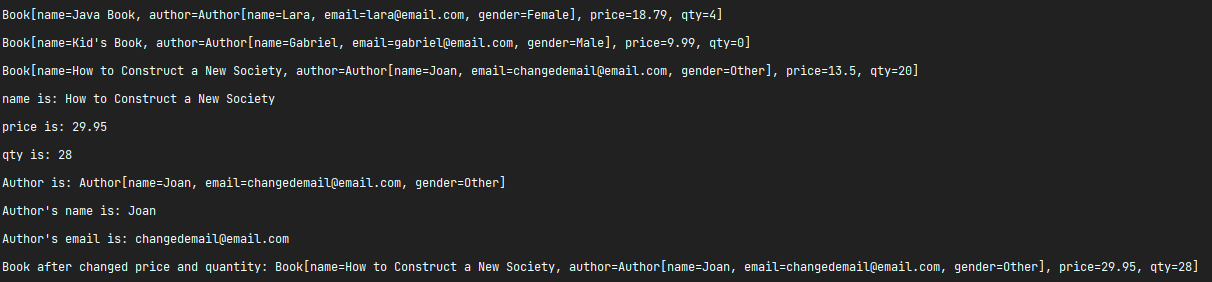 Book[name=Java Book, author=Author[name=Lara, email=lara@email.com, gender=Female], price=18.79, qty=4]
Book[name=Kid's Book, author=Author[name=Gabriel, email=gabriel@email.com, gender=Male], price=9.99, qty=0]
Book[name=How to Construct a New Society, author=Author[name=Joan, email=changedemail@email.com, gender=Other], price=13.5, qty=20]
name is: How to Construct a New Society
price is: 29.95
qty is: 28
Author is: Author[name=Joan, email=changedemail@email.com, gender=Other]
Author's name is: Joan
Author's email is: changedemail@email.com
Book after changed price and quantity: Book[name=How to Construct a New Society, author=Author[name=Joan, email=changedemail@email.com, gender=Other], price=29.95, qty=28]